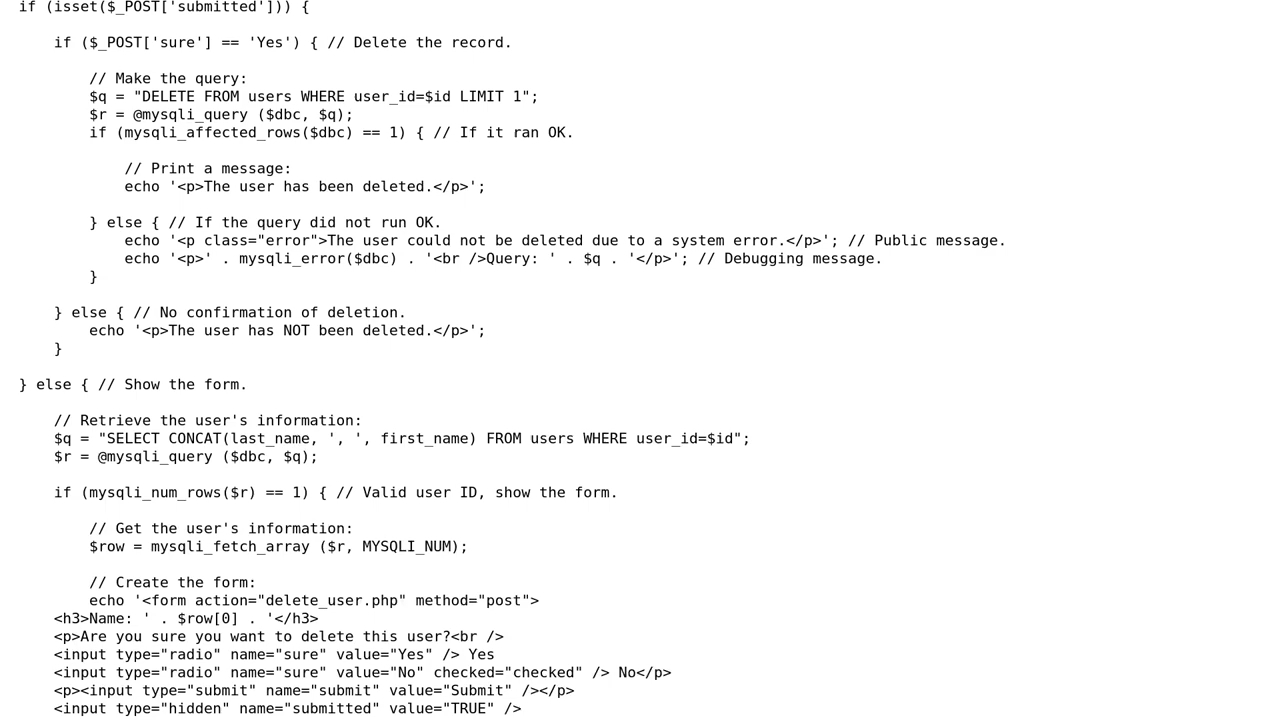 if (isset($_POST['submitted'])) {
if ($_POST['sure'] == 'Yes') { // Delete the record.
// Make the query:
$q = "DELETE FROM users WHERE user_id=$id LIMIT 1";
$r = @mysqli_query ($dbc, $q);
if (mysqli_affected_rows($dbc) == 1) { // If it ran OK.
// Print a message:
echo '<p>The user has been deleted.</p>';
} else { // If the query did not run OK.
echo '<p class="error">The user could not be deleted due to a system error.</p>'; // Public message.
echo '<p>' . mysqli_error($dbc) . '<br />Query: ' . $q . '</p>'; // Debugging message.
}
} else { // No confirmation of deletion.
echo '<p>The user has NOT been deleted.</p>';
}
} else { // Show the form.
// Retrieve the user's information:
$q = "SELECT CONCAT(last_name, ', ', first_name) FROM users WHERE user_id=$id";
$r = @mysqli_query ($dbc, $q);
if (mysqli_num_rows($r) == 1) { // Valid user ID, show the form.
// Get the user's information:
$row = mysqli_fetch_array ($r, MYSQLI_NUM);
// Create the form:
echo '<form action="delete_user.php" method="post">
<h3>Name: ' . $row[0] . '</h3>
<p>Are you sure you want to delete this user?<br />
<input type="radio" name="sure" value="Yes" /> Yes
<input type="radio" name="sure" value="No" checked="checked" /> No</p>
<p><input type="submit" name="submit" value="Submit" /></p>
<input type="hidden" name="submitted" value="TRUE" />